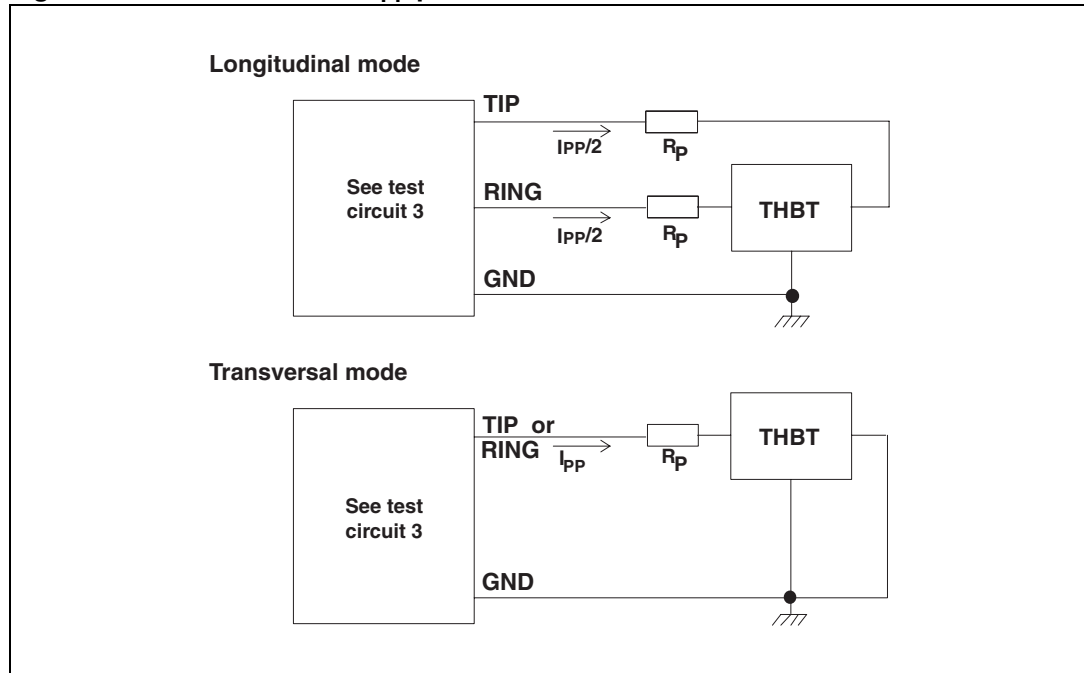 Longitudinal mode
TIP
IPP/2
RP
See test
circuit 3
RING
IPP/2
RP
THBT
GND
Transversal mode
TIP or
RING
IPP
RP
THBT
See test
circuit 3
GND